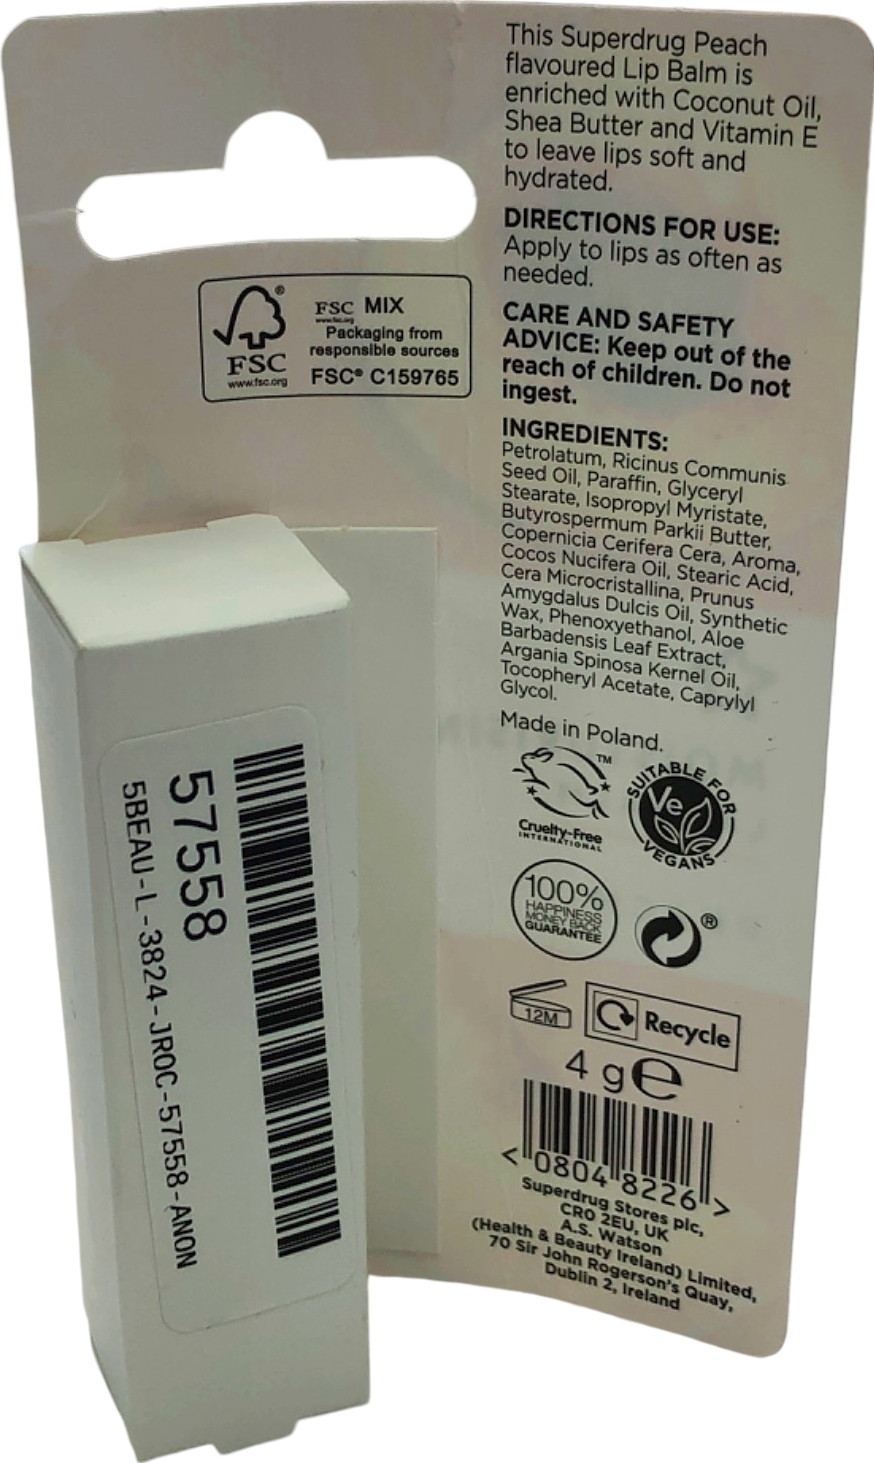 This Superdrug Peach
flavoured Lip Balm is
enriched with Coconut Oil,
Shea Butter and Vitamin E
to leave lips soft and
hydrated.
DIRECTIONS FOR USE:
Apply to lips as often as
needed.
CARE AND SAFETY
ADVICE: Keep out of the
reach of children. Do not
ingest.
INGREDIENTS:
Petrolatum, Ricinus Communis
Seed Oil, Paraffin, Glyceryl
Stearate, Isopropyl Myristate,
Butyrospermum Parkii Butter,
Copernicia Cerifera Cera, Aroma,
Cocos Nucifera Oil, Stearic Acid,
Cera Microcristallina, Prunus
Amygdalus Dulcis Oil, Synthetic
Wax, Phenoxyethanol, Aloe
Barbadensis Leaf Extract,
Argania Spinosa Kernel Oil,
Tocopheryl Acetate, Caprylyl
Glycol.
Made in Poland.
TM
Cruelty-Free
INTERNATIONAL
SUITABLE FOR
Ve
VEGANS
100%
HAPPINESS
MONEY BACK
GUARANTEE
®
12M
Recycle
4 g e
< 0804 8226 >
Superdrug Stores plc,
CR0 2EU, UK
A.S. Watson
(Health & Beauty Ireland) Limited,
70 Sir John Rogerson's Quay,
Dublin 2, Ireland
®
FSC
www.fsc.org
FSC MIX
www.fsc.org
Packaging from
responsible sources
FSC® C159765
57558
5BEAU-L-3824-JROC-57558-ANON